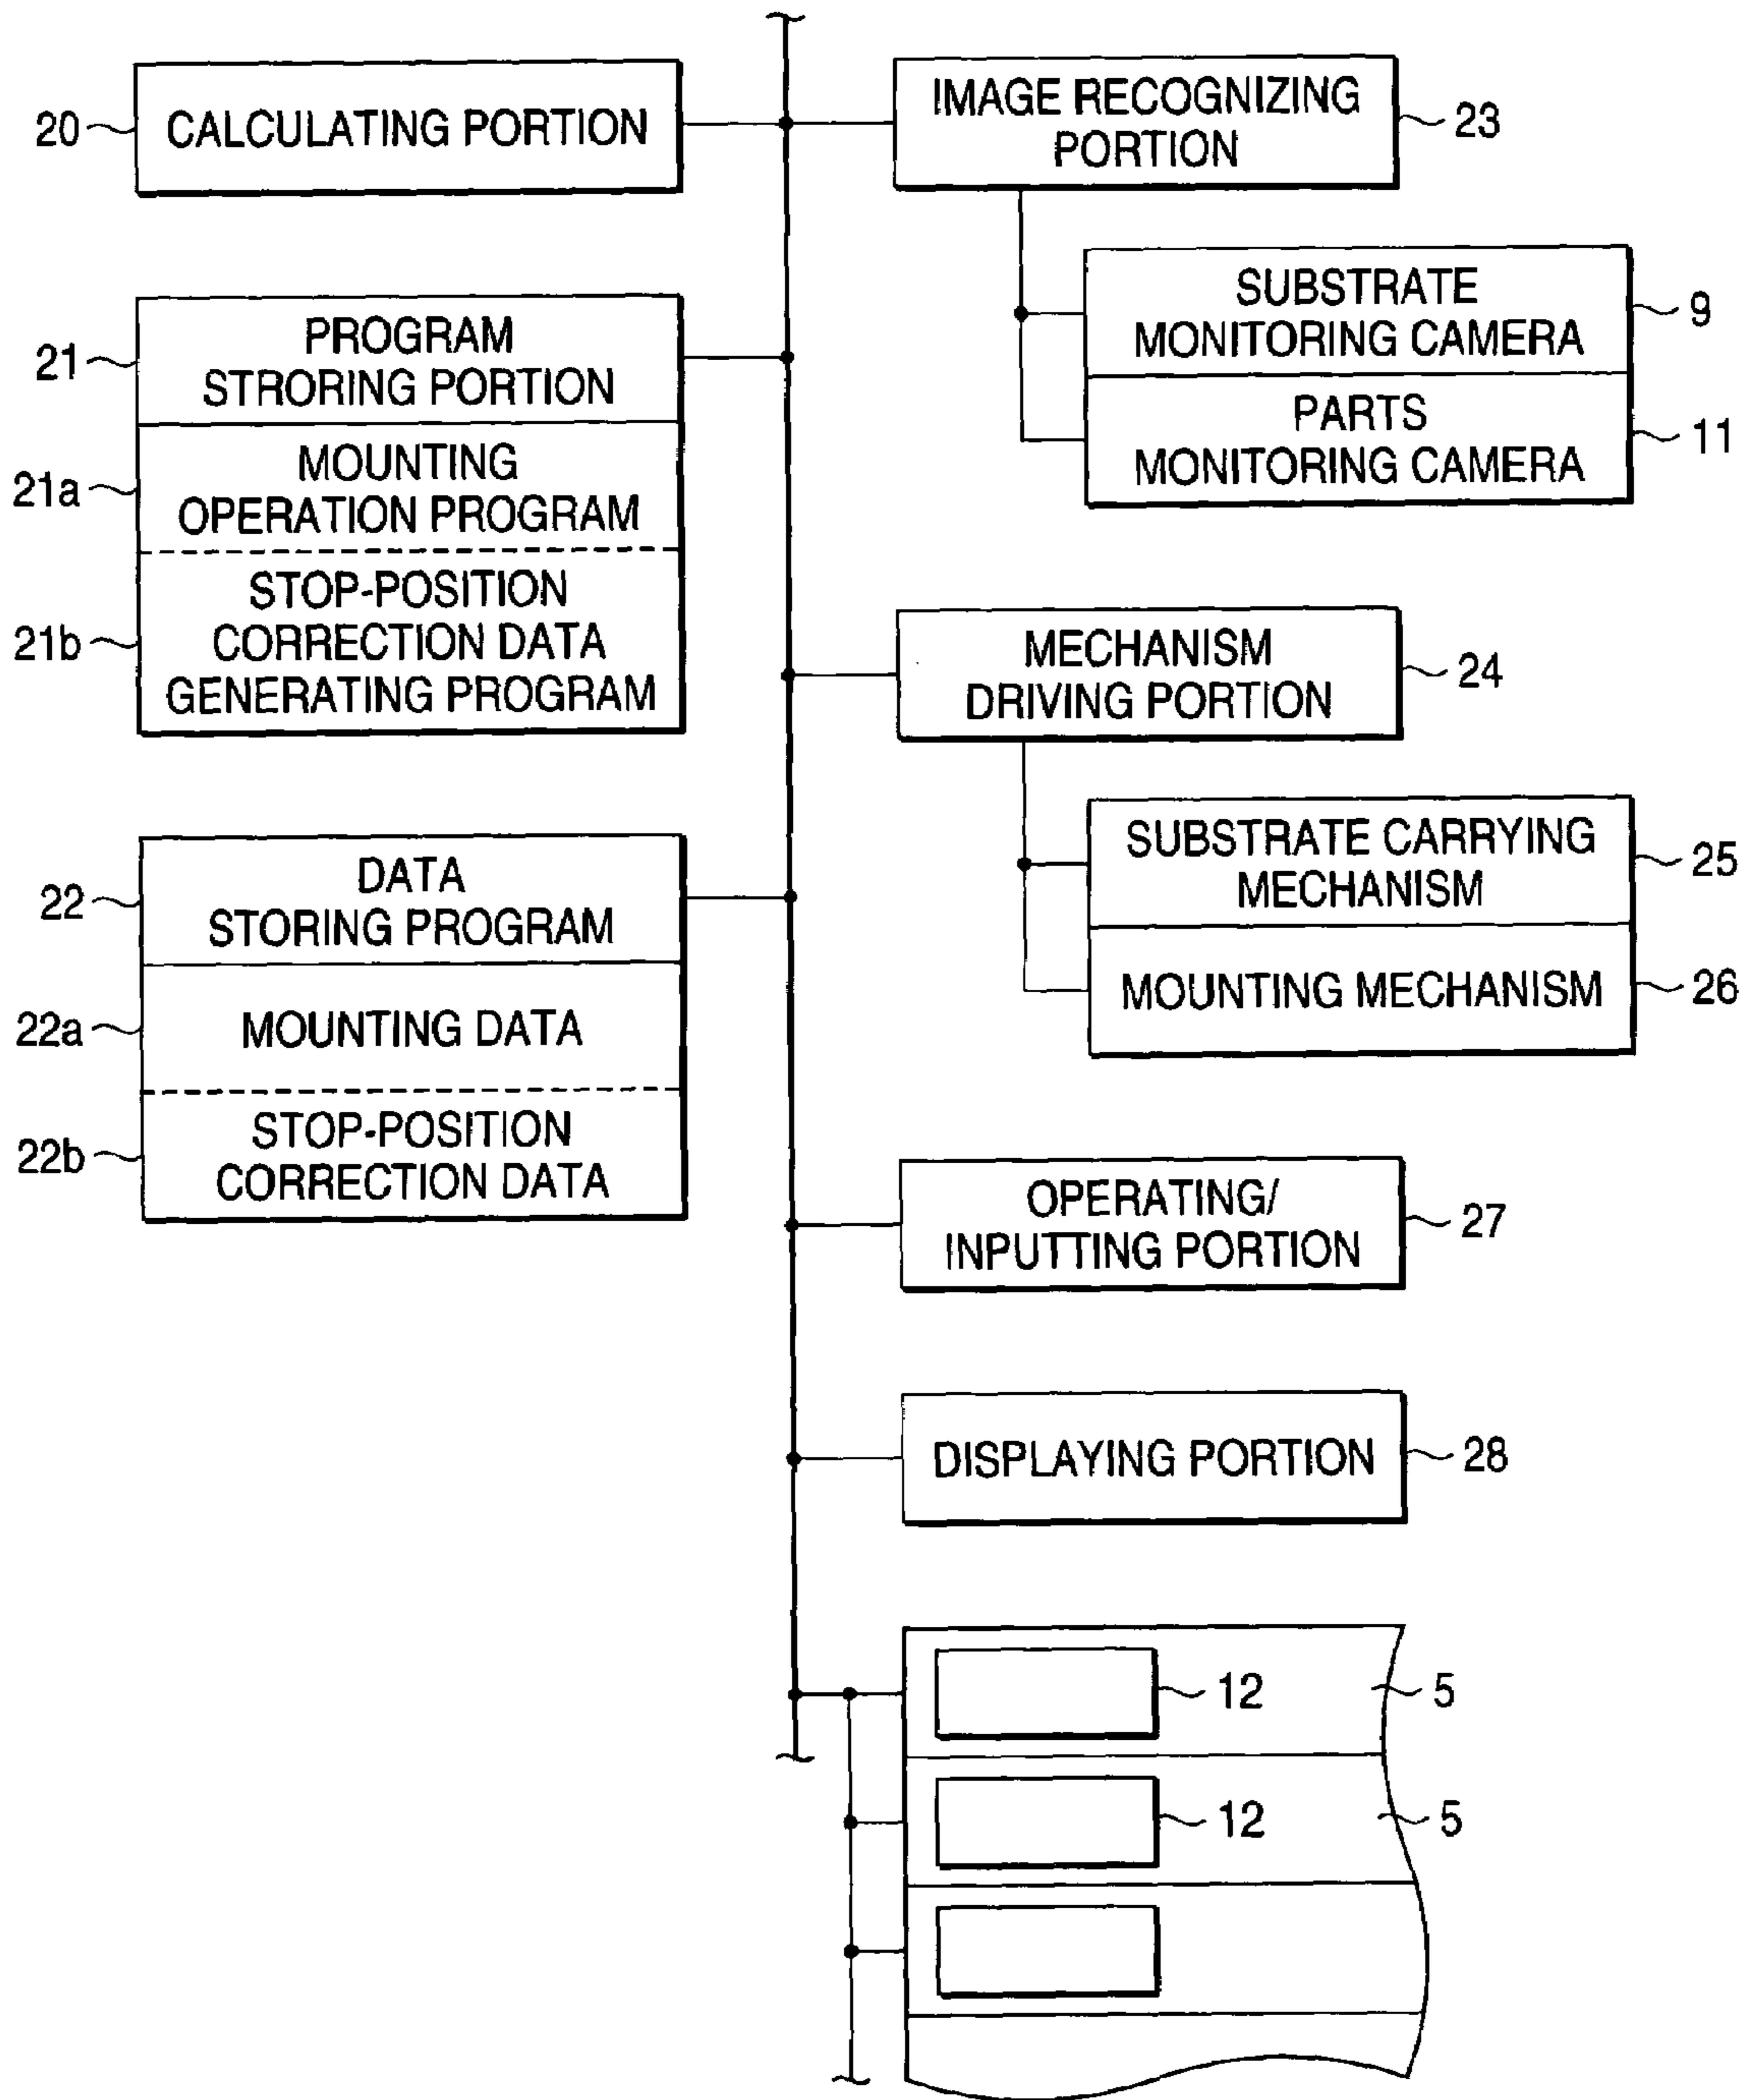 20
CALCULATING PORTION
21
PROGRAM
STRORING PORTION
21a
MOUNTING
OPERATION PROGRAM
21b
STOP-POSITION
CORRECTION DATA
GENERATING PROGRAM
22
DATA
STORING PROGRAM
22a
MOUNTING DATA
22b
STOP-POSITION
CORRECTION DATA
IMAGE RECOGNIZING
PORTION
23
SUBSTRATE
MONITORING CAMERA
9
PARTS
MONITORING CAMERA
11
MECHANISM
DRIVING PORTION
24
SUBSTRATE CARRYING
MECHANISM
25
MOUNTING MECHANISM
26
OPERATING/
INPUTTING PORTION
27
DISPLAYING PORTION
28
12
5
12
5